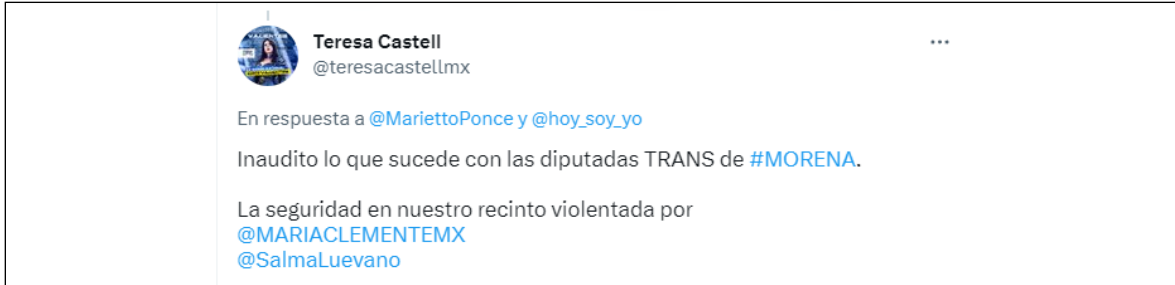 Teresa Castell
@teresacastellmx
En respuesta a @MariettoPonce y @hoy_soy_yo
Inaudito lo que sucede con las diputadas TRANS de #MORENA.
La seguridad en nuestro recinto violentada por
@MARIACLEMENTEMX
@SalmaLuevano